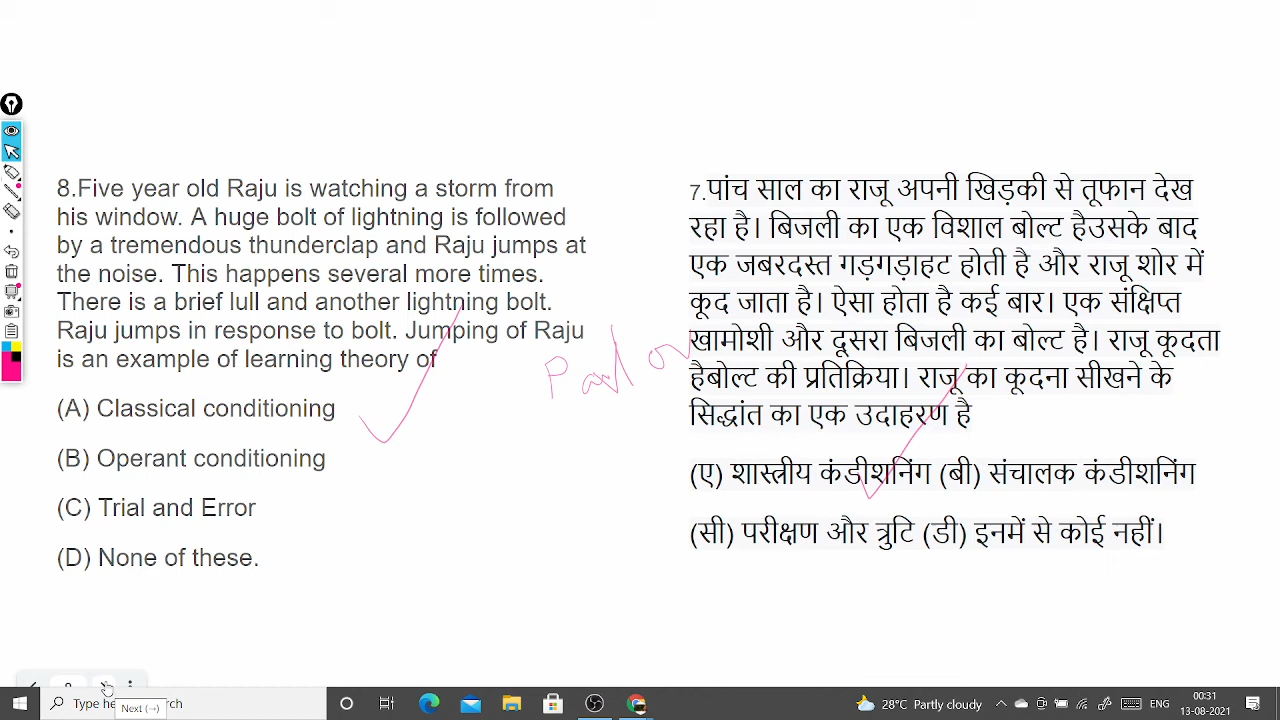 8.Five year old Raju is watching a storm from
his window. A huge bolt of lightning is followed
by a tremendous thunderclap and Raju jumps at
the noise. This happens several more times.
There is a brief lull and another lightning bolt.
Raju jumps in response to bolt. Jumping of Raju
is an example of learning theory of
(A) Classical conditioning
(B) Operant conditioning
(C) Trial and Error
(D) None of these.
7.पांच साल का राजू अपनी खिड़की से तूफान देख
रहा है। बिजली का एक विशाल बोल्ट हैउसके बाद
एक जबरदस्त गड़गड़ाहट होती है और राजू शोर में
कूद जाता है। ऐसा होता है कई बार। एक संक्षिप्त
खामोशी और दूसरा बिजली का बोल्ट है। राजू कूदता
हैबोल्ट की प्रतिक्रिया। राजू का कूदना सीखने के
सिद्धांत का एक उदाहरण है
(ए) शास्त्रीय कंडीशनिंग (बी) संचालक कंडीशनिंग
(सी) परीक्षण और त्रुटि (डी) इनमें से कोई नहीं।
Next (→)
Type he
rch
28°C Partly cloudy
ENG
00:31
13-08-2021